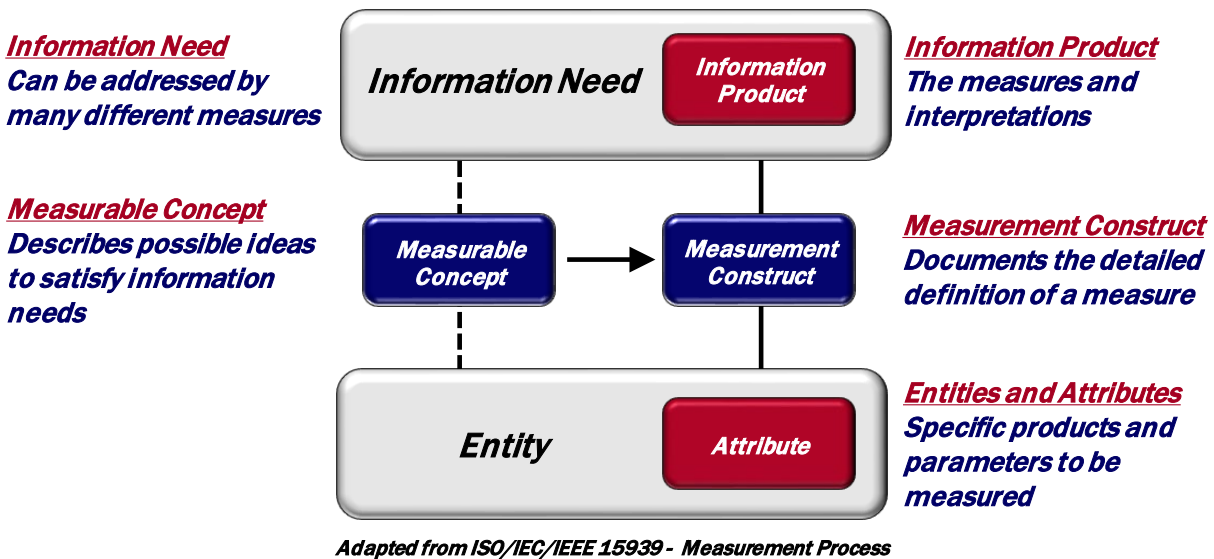 Information Need
Can be addressed by
many different measures
Measurable Concept
Describes possible ideas
to satisfy information
needs
Information Need
Information
Product
Measurable
Concept
Measurement
Construct
Entity
Attribute
Information Product
The measures and
interpretations
Measurement Construct
Documents the detailed
definition of a measure
Entities and Attributes
Specific products and
parameters to be
measured
Adapted from ISO/IEC/IEEE 15939 - Measurement Process